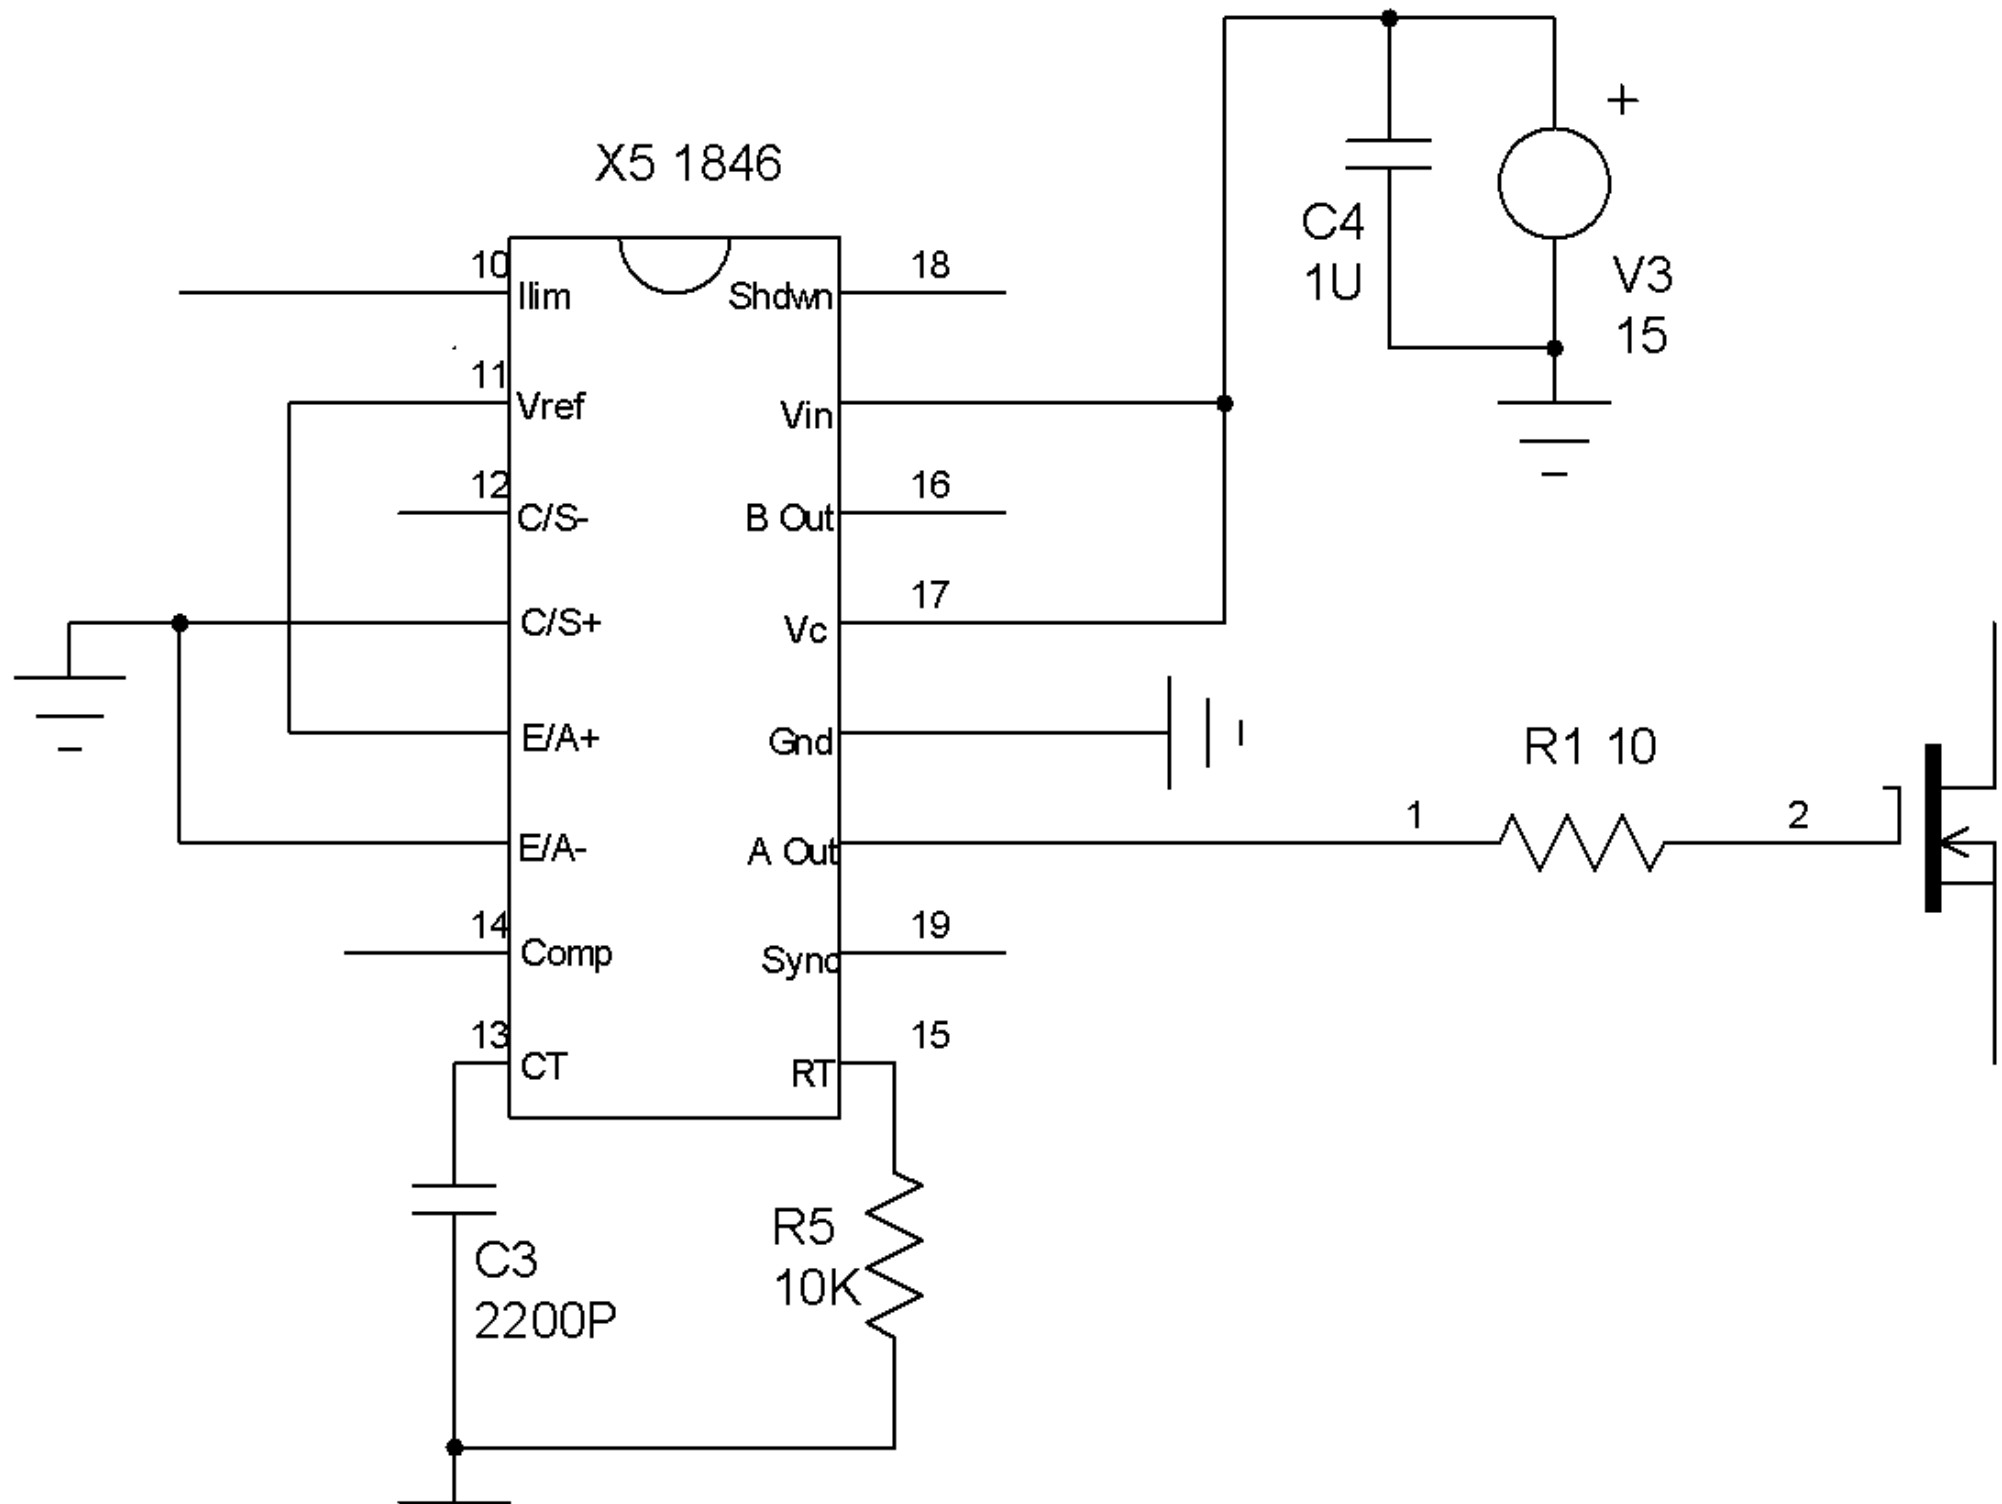 +
X5 1846
C4
1U
V3
15
10
Ilim
Shdwn
18
11
Vref
Vin
12
C/S-
B Out
16
C/S+
Vc
17
E/A+
Gnd
R1 10
E/A-
A Out
1
2
14
Comp
Sync
19
13
CT
RT
15
C3
2200P
R5
10K